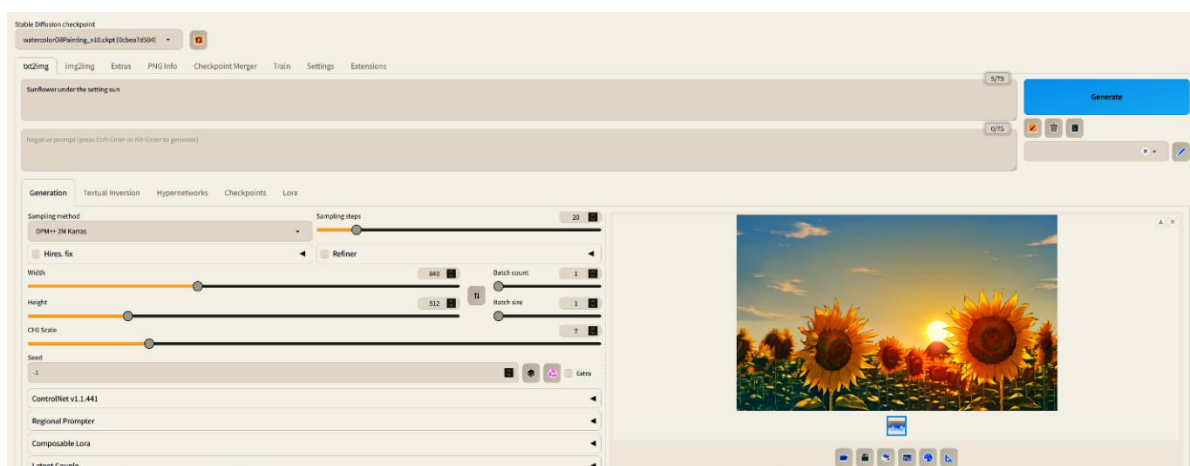 Stable Diffusion checkpoint
watercolorOilPainting_v10.ckpt [0cbea7d504]
txt2img img2img Extras PNG Info Checkpoint Merger Train Settings Extensions
5/75
Sunflower under the setting sun
Generate
0/75
Negative prompt (press Ctrl+Enter or Alt+Enter to generate)
Generation Textual Inversion Hypernetworks Checkpoints Lora
Sampling method
DPM++ 2M Karras
Sampling steps
20
Hires. fix
Refiner
Width
840
Batch count
1
Height
512
Batch size
1
CFG Scale
7
Seed
-1
Extra
ControlNet v1.1.441
Regional Prompter
Composable Lora
Latent Couple